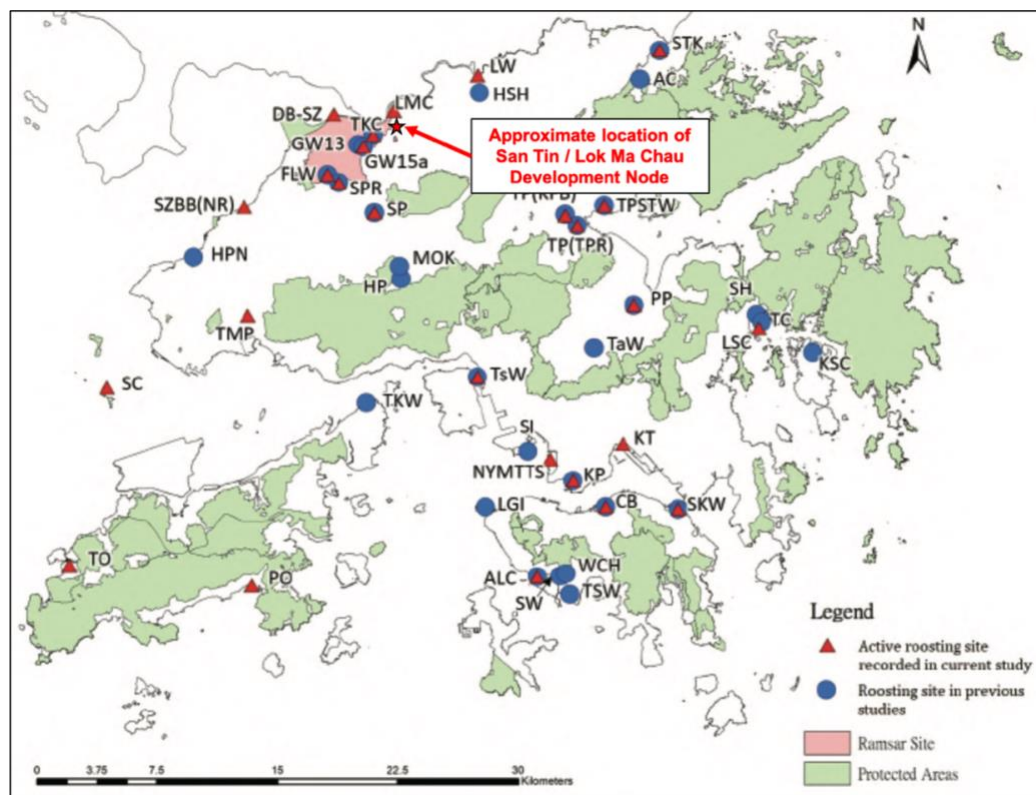 N
STK
LW
AC
HSH
LMC
DB-SZ
TKC
GW13
GW15a
Approximate location of
San Tin / Lok Ma Chau
Development Node
FLW
SPR
SZBB(NR)
SP
TPSTW
TP(TPR)
HPN
MOK
HP
SH
PP
TC
TMP
LSC
TaW
KSC
SC
TsW
TKW
SI
KT
NYMTTS
KP
LGI
CB
SKW
TO
PO
ALC
WCH
SW
TSW
Legend
Active roosting site
recorded in current study
Roosting site in previous
studies
Ramsar Site
Protected Areas
0 3.75 7.5 15 22.5 30
Kilometers